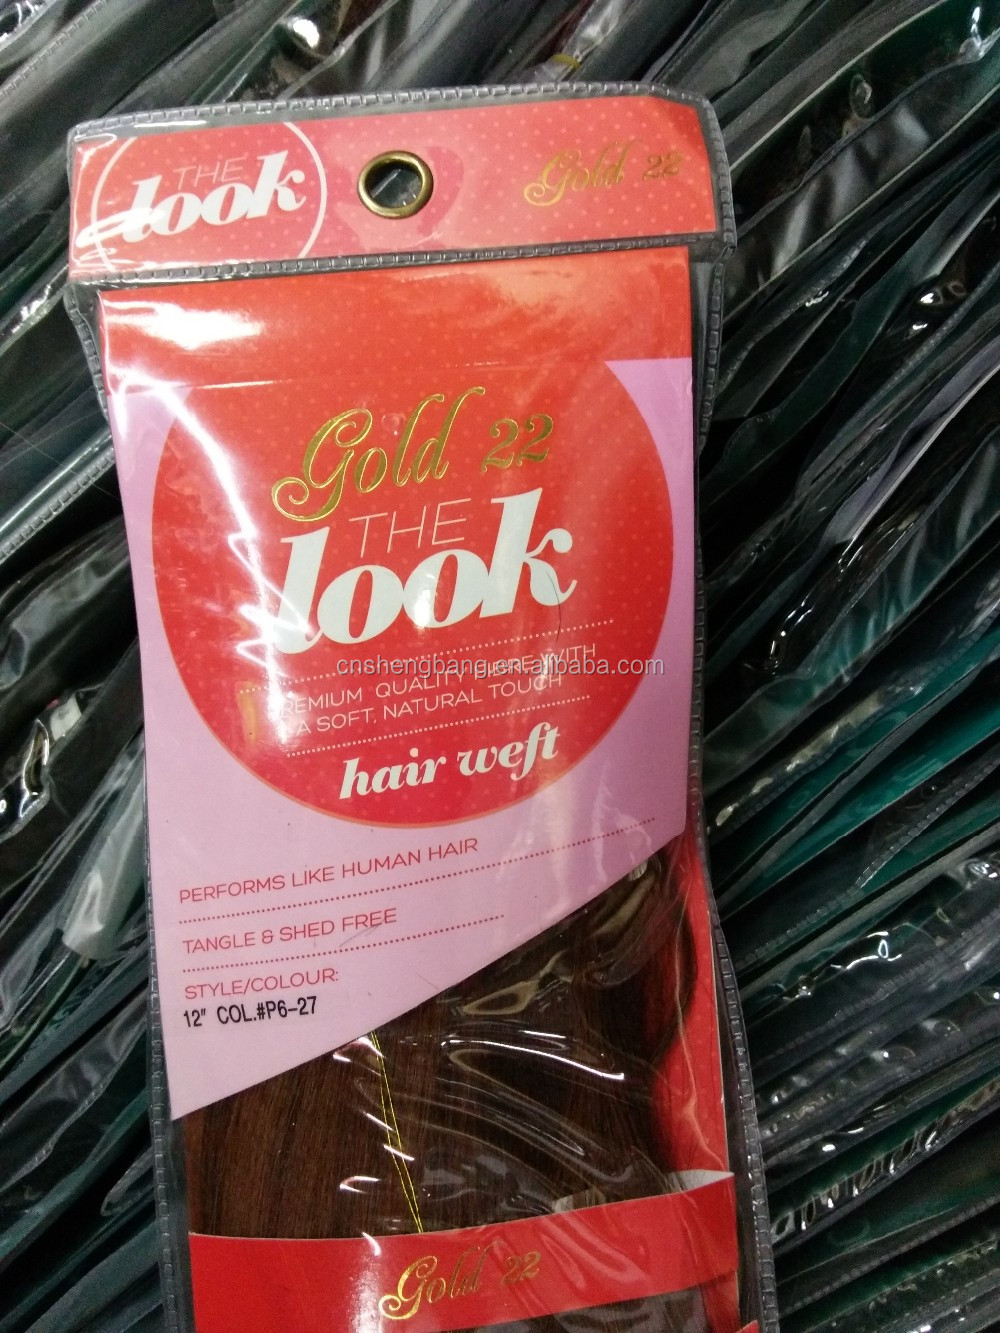 THE
look
Gold 22
Gold 22
THE
look
cnshengbang.en.alibaba.com
PREMIUM QUALITY FIBRE WITH
A SOFT, NATURAL TOUCH
hair weft
PERFORMS LIKE HUMAN HAIR
TANGLE & SHED FREE
STYLE/COLOUR:
12" COL.#P6-27
Gold 22